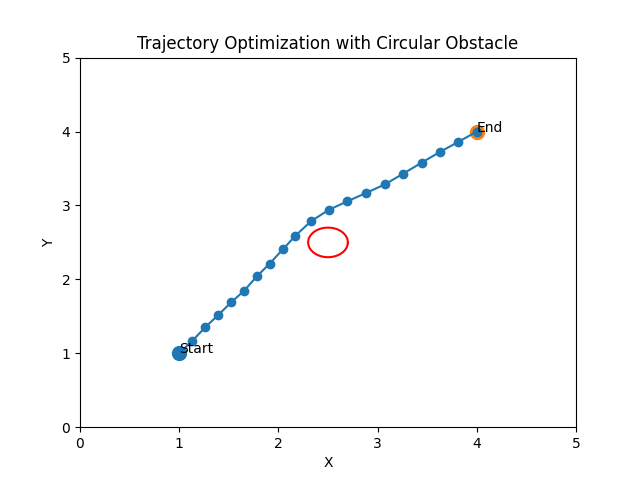 Trajectory Optimization with Circular Obstacle
5
4
3
2
1
0
Y
End
Start
0 1 2 3 4 5
X